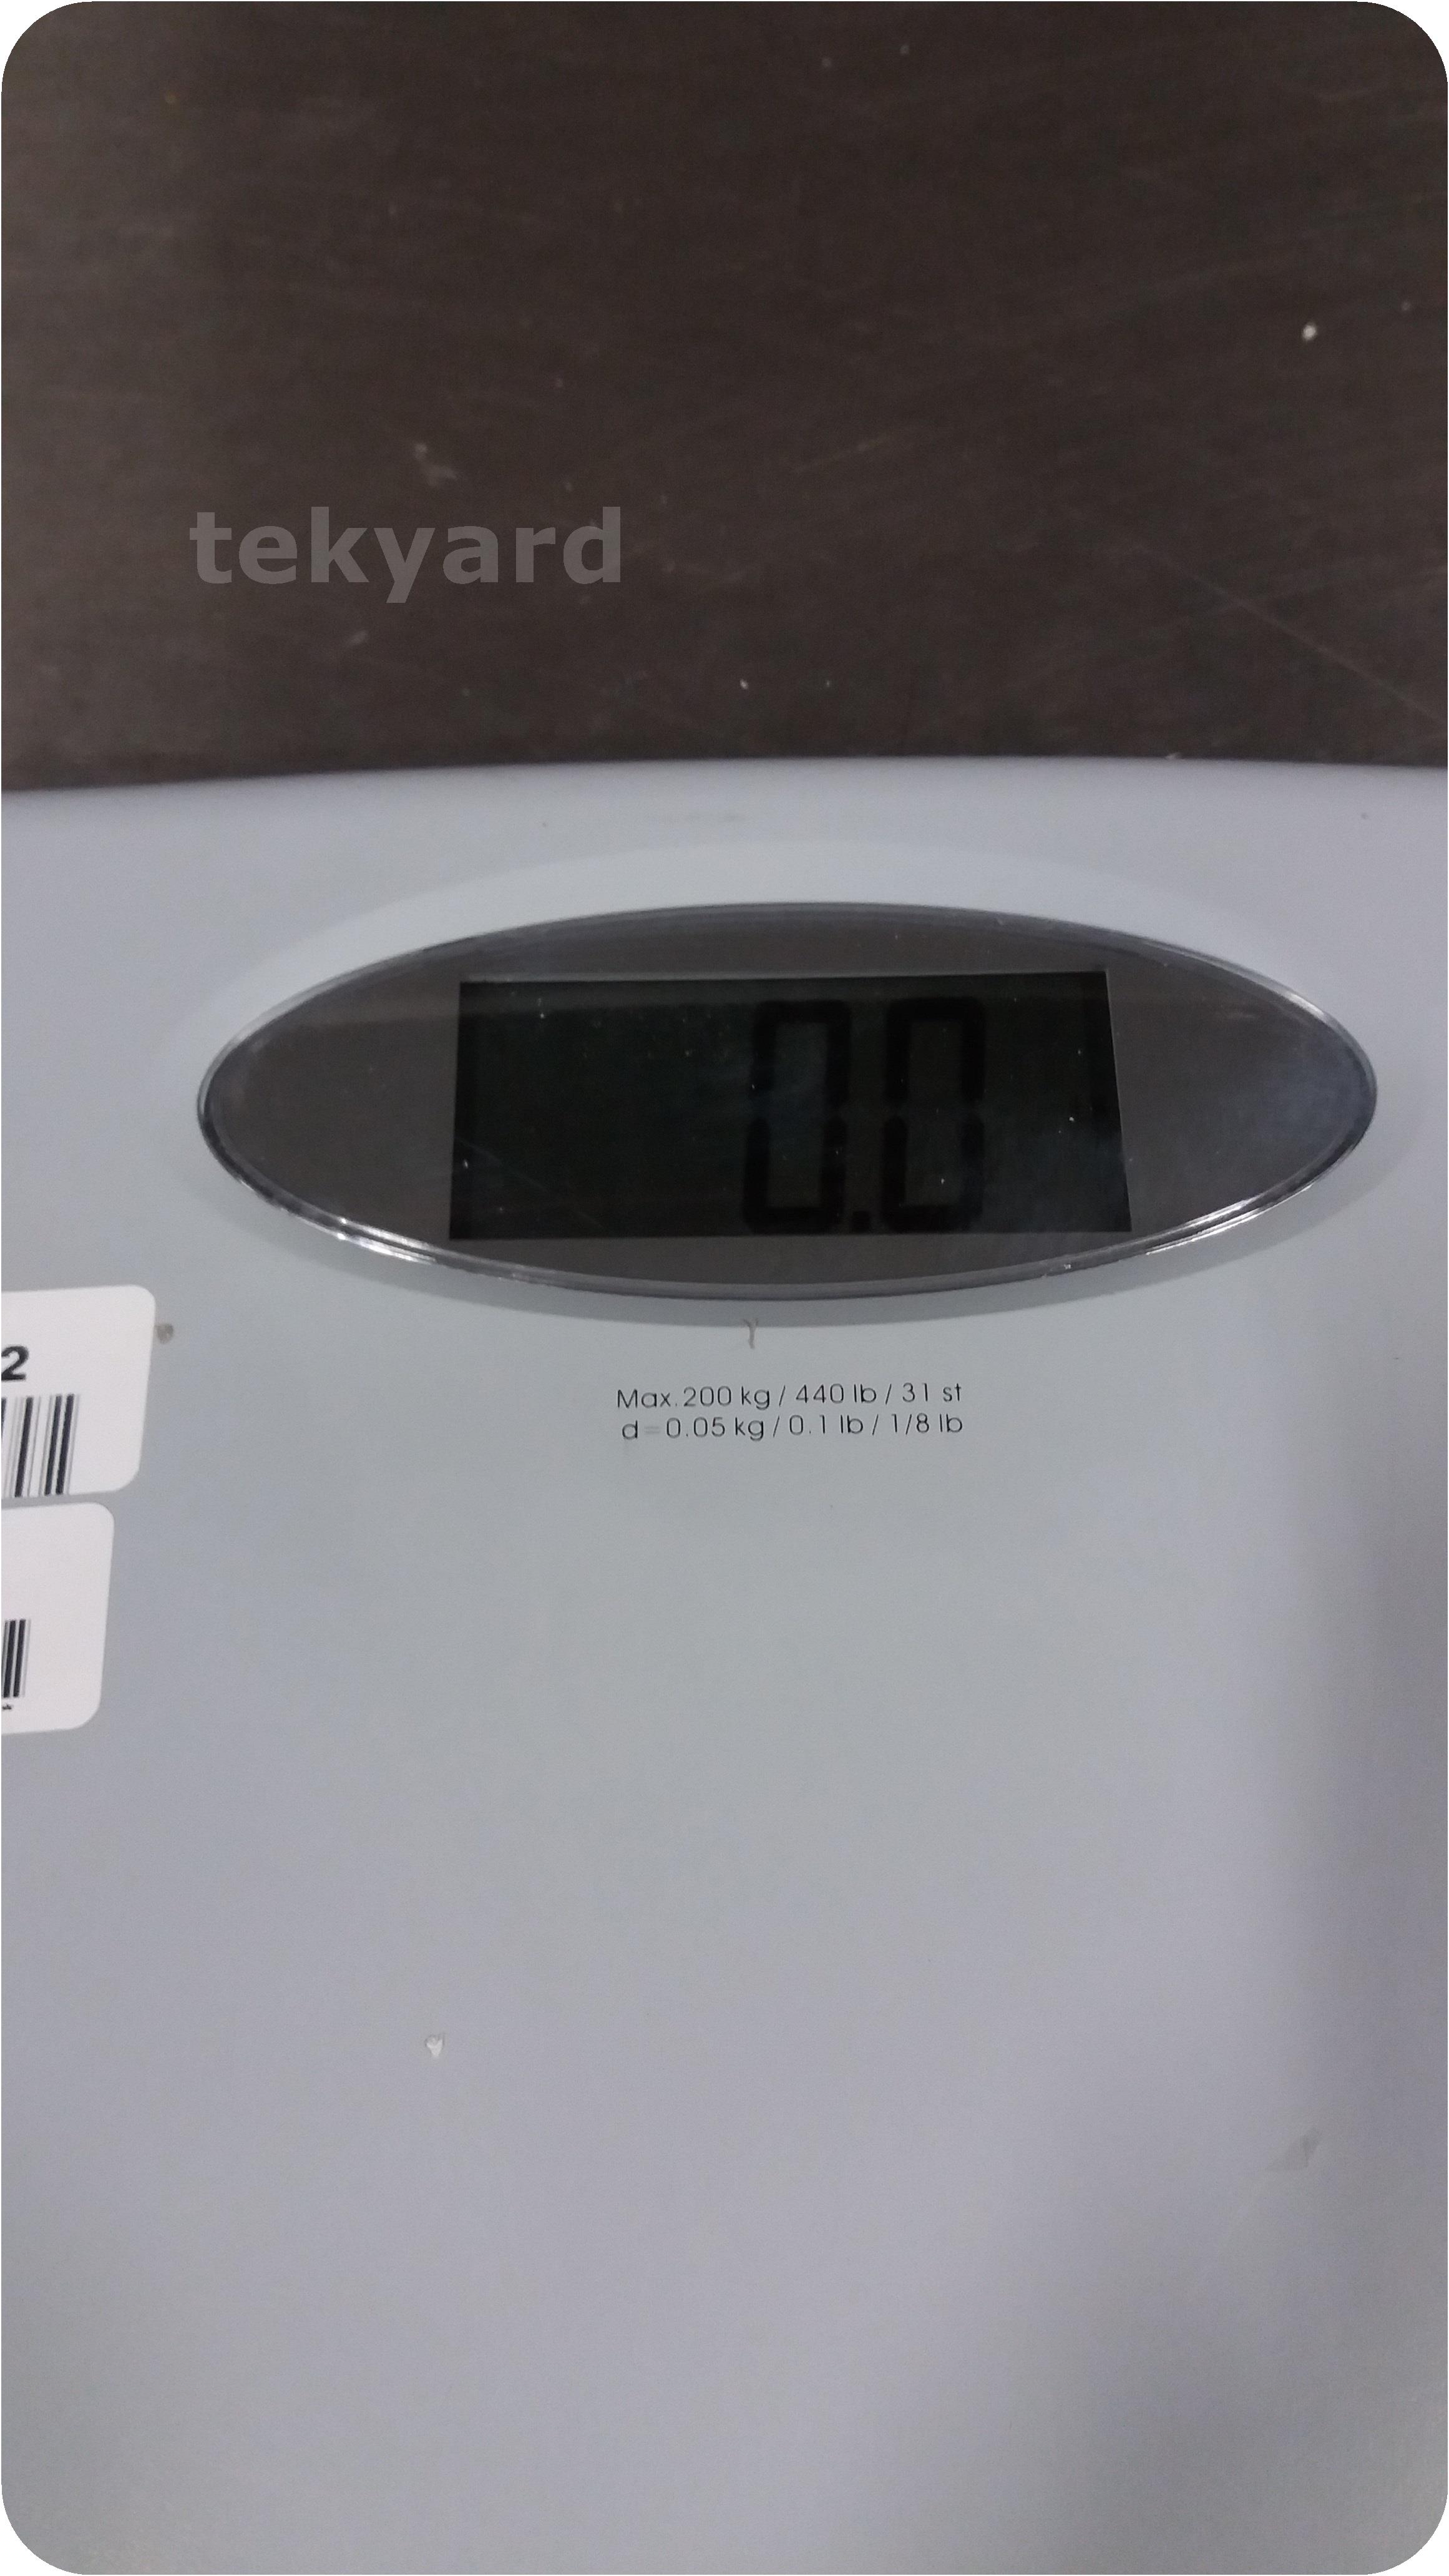 tekyard
0.0
2
Max. 200 kg / 440 lb / 31 st
d=0.05 kg / 0.1 lb / 1/8 lb